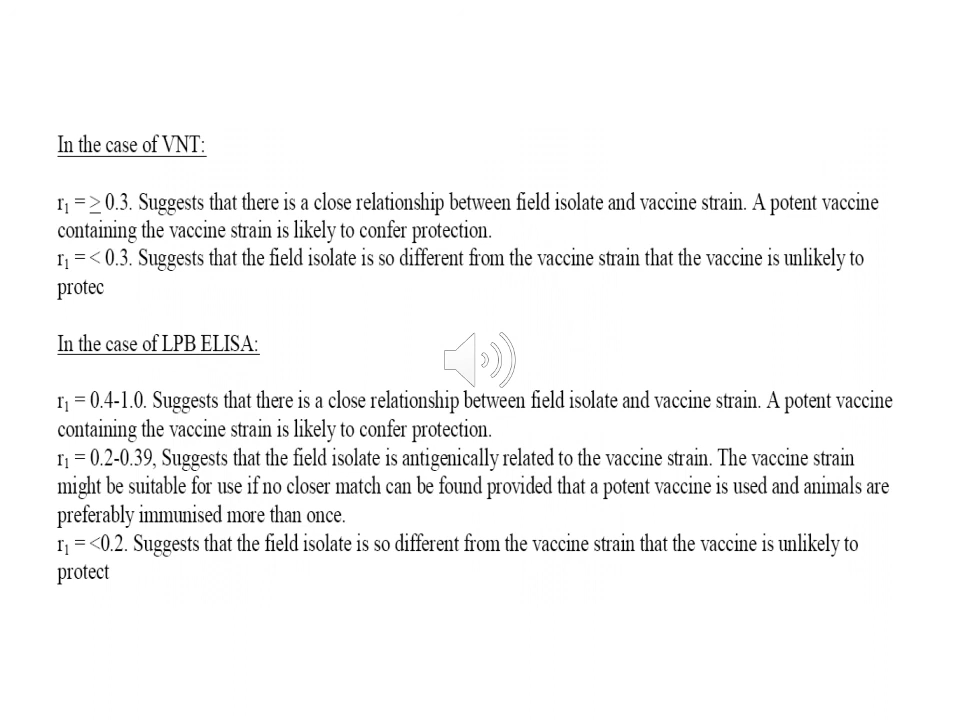 In the case of VNT:
r₁ = ≥ 0.3. Suggests that there is a close relationship between field isolate and vaccine strain. A potent vaccine
containing the vaccine strain is likely to confer protection.
r₁ = < 0.3. Suggests that the field isolate is so different from the vaccine strain that the vaccine is unlikely to
protec
In the case of LPB ELISA:
r₁ = 0.4-1.0. Suggests that there is a close relationship between field isolate and vaccine strain. A potent vaccine
containing the vaccine strain is likely to confer protection.
r₁ = 0.2-0.39, Suggests that the field isolate is antigenically related to the vaccine strain. The vaccine strain
might be suitable for use if no closer match can be found provided that a potent vaccine is used and animals are
preferably immunised more than once.
r₁ = <0.2. Suggests that the field isolate is so different from the vaccine strain that the vaccine is unlikely to
protect